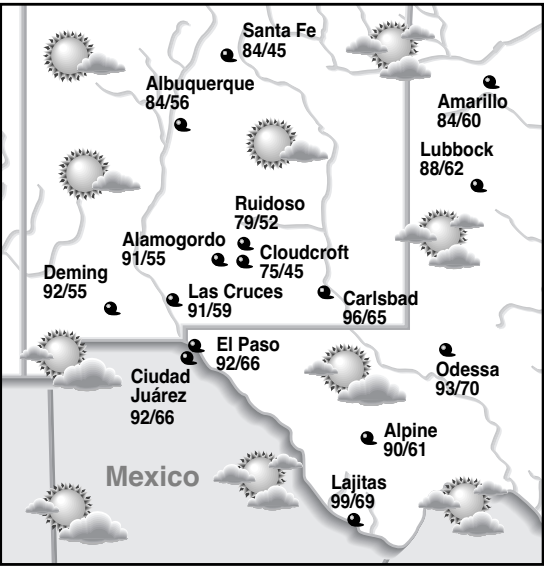 Santa Fe
84/45
Albuquerque
84/56
Amarillo
84/60
Lubbock
88/62
Ruidoso
79/52
Alamogordo
91/55
Cloudcroft
75/45
Deming
92/55
Las Cruces
91/59
Carlsbad
96/65
El Paso
92/66
Ciudad
Juárez
92/66
Odessa
93/70
Alpine
90/61
Mexico
Lajitas
99/69